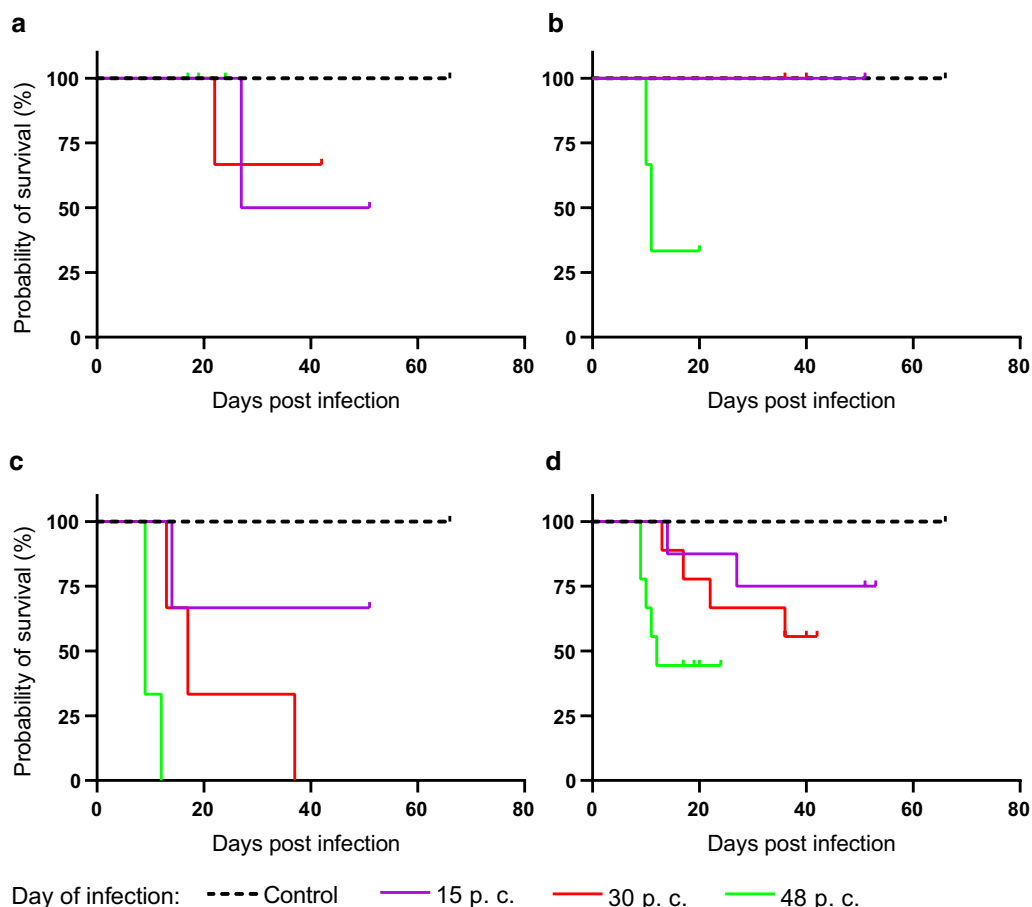 a
b
Probability of survival (%)
100
75
50
25
0
0 20 40 60 80
Days post infection
100
75
50
25
0
0 20 40 60 80
Days post infection
c
d
Probability of survival (%)
100
75
50
25
0
0 20 40 60 80
Days post infection
100
75
50
25
0
0 20 40 60 80
Days post infection
Day of infection: Control 15 p. c. 30 p. c. 48 p. c.